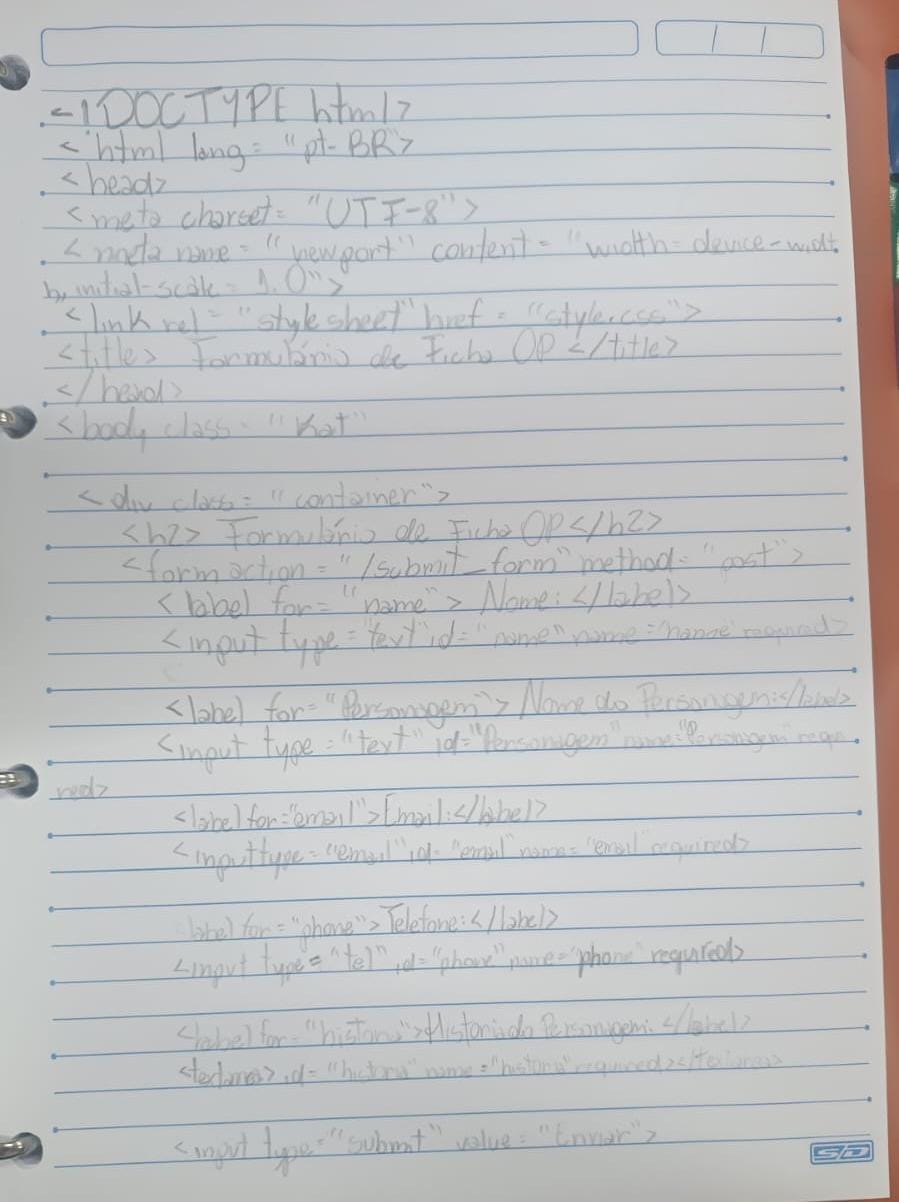 <!DOCTYPE html>
<html lang= "pt-BR">
<head>
<meta charset= "UTF-8">
<meta name= "viewport" content= "width=device-widt
h, initial-scale= 1.0">
<link rel= "stylesheet" href= "style.css">
<title> Formulário de Ficha OP </title>
</head>
<body class= "Kat"
<div class= "container">
<h2> Formulário de Ficha OP </h2>
<form action= "/submit_form" method= "post">
<label for= "name"> Nome: </label>
<input type= "text" id= "name" name= "name" required>
<label for= "Personagem"> Nome do Personagem:</label>
<input type= "text" id="Personagem" name="Personagem" requi
red>
<label for="email">Email:</label>
<input type= "email" id= "email" name= "email" required>
label for= "phone"> Telefone:</label>
<input type= "tel" id= "phone" name= "phone" required>
<label for= "historia">Historia do Personagem: </label>
<textarea> id= "historia" name= "historia" required></textarea>
<input type= "submit" value= "Enviar">
SD